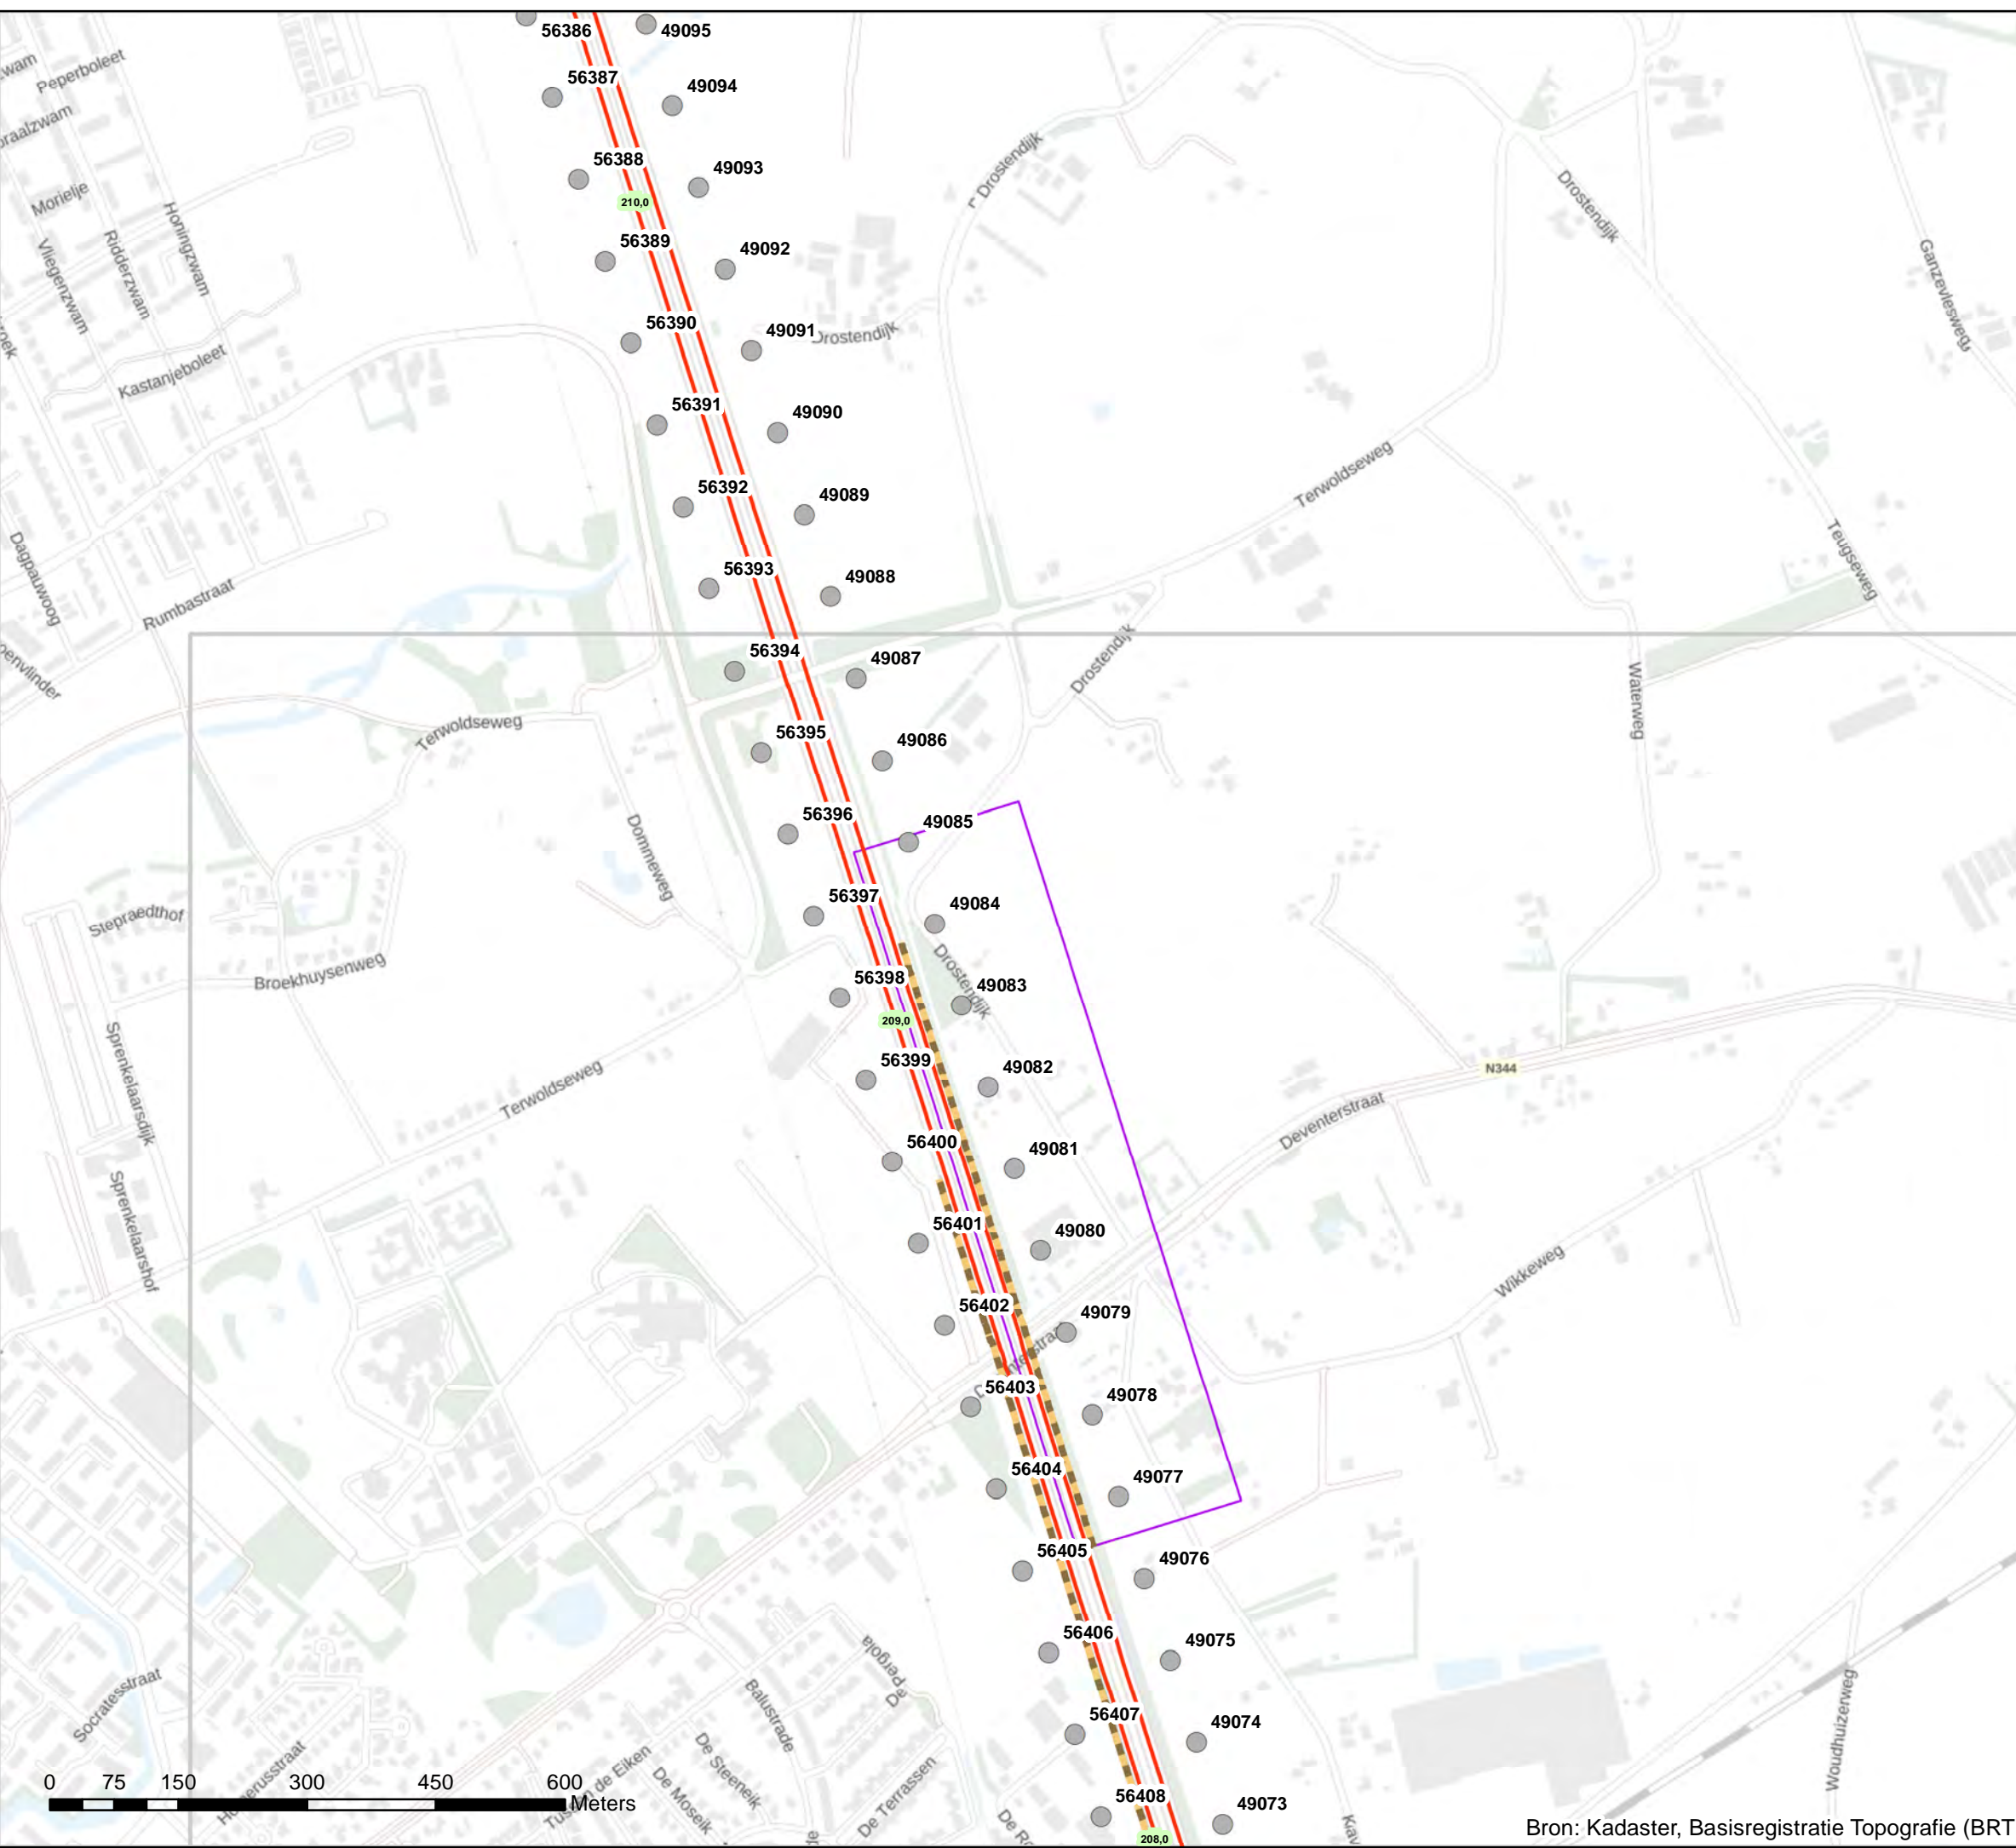 56386
49095
Peperboleet
56387
49094
56388
49093
Morielje
Honingzwam
Drostendijk
Drostendijk
210,0
Ridderzwam
Vliegenzwam
56389
49092
Ganzevlesweg
56390
49091
Drostendijk
Kastanjeboleet
56391
49090
Terwoldseweg
56392
49089
Dagpauwoog
Teugseweg
56393
49088
Rumbastraat
56394
49087
Drostendijk
Waterweg
Terwoldseweg
56395
49086
56396
49085
Dommeweg
56397
49084
Stepraedthof
Broekhuysenweg
56398
Drostendijk
49083
209,0
56399
49082
N344
Sprenkelaarsdijk
Terwoldseweg
Deventerstraat
56400
49081
Sprenkelaarshof
56401
49080
Wikkeweg
56402
49079
56403
49078
56404
49077
56405
49076
56406
49075
De Pergola
Socratesstraat
Balustrade
56407
49074
Woudhuizerweg
De Steeneik
De Moseik
De Terrassen
0 75 150 300 450 600
Meters
56408
49073
208,0
Bron: Kadaster, Basisregistratie Topografie (BRT